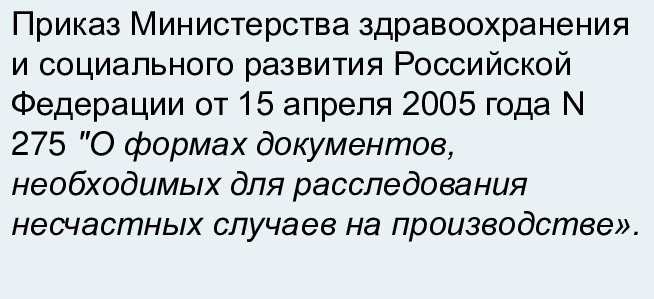 Приказ Министерства здравоохранения
и социального развития Российской
Федерации от 15 апреля 2005 года N
275 "О формах документов,
необходимых для расследования
несчастных случаев на производстве».